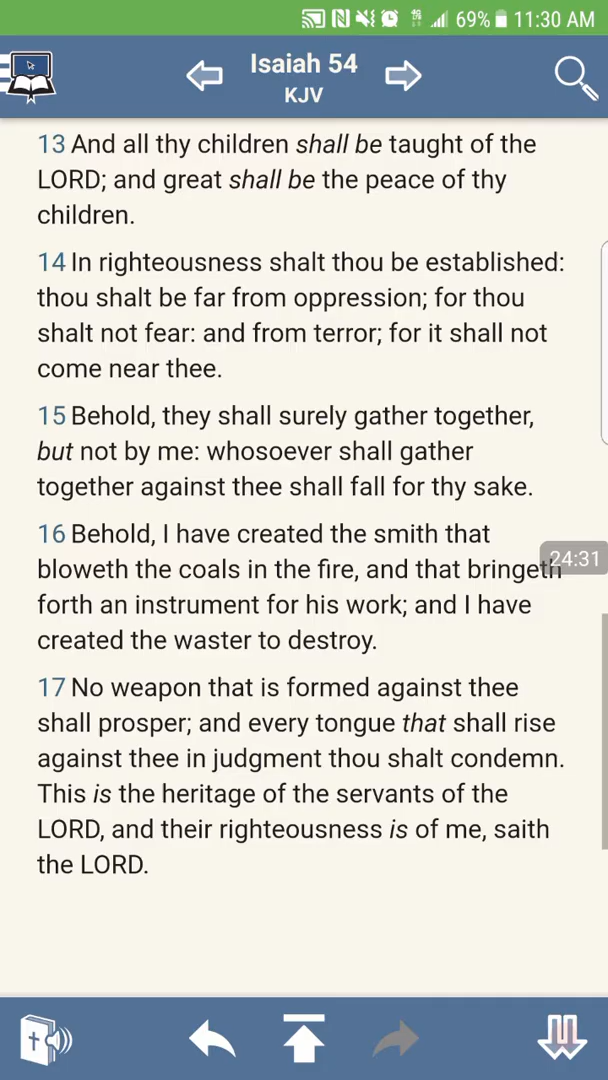 69% 11:30 AM
Isaiah 54
KJV
13 And all thy children shall be taught of the
LORD; and great shall be the peace of thy
children.
14 In righteousness shalt thou be established:
thou shalt be far from oppression; for thou
shalt not fear: and from terror; for it shall not
come near thee.
15 Behold, they shall surely gather together,
but not by me: whosoever shall gather
together against thee shall fall for thy sake.
16 Behold, I have created the smith that
bloweth the coals in the fire, and that bringeth
24:31
forth an instrument for his work; and I have
created the waster to destroy.
17 No weapon that is formed against thee
shall prosper; and every tongue that shall rise
against thee in judgment thou shalt condemn.
This is the heritage of the servants of the
LORD, and their righteousness is of me, saith
the LORD.